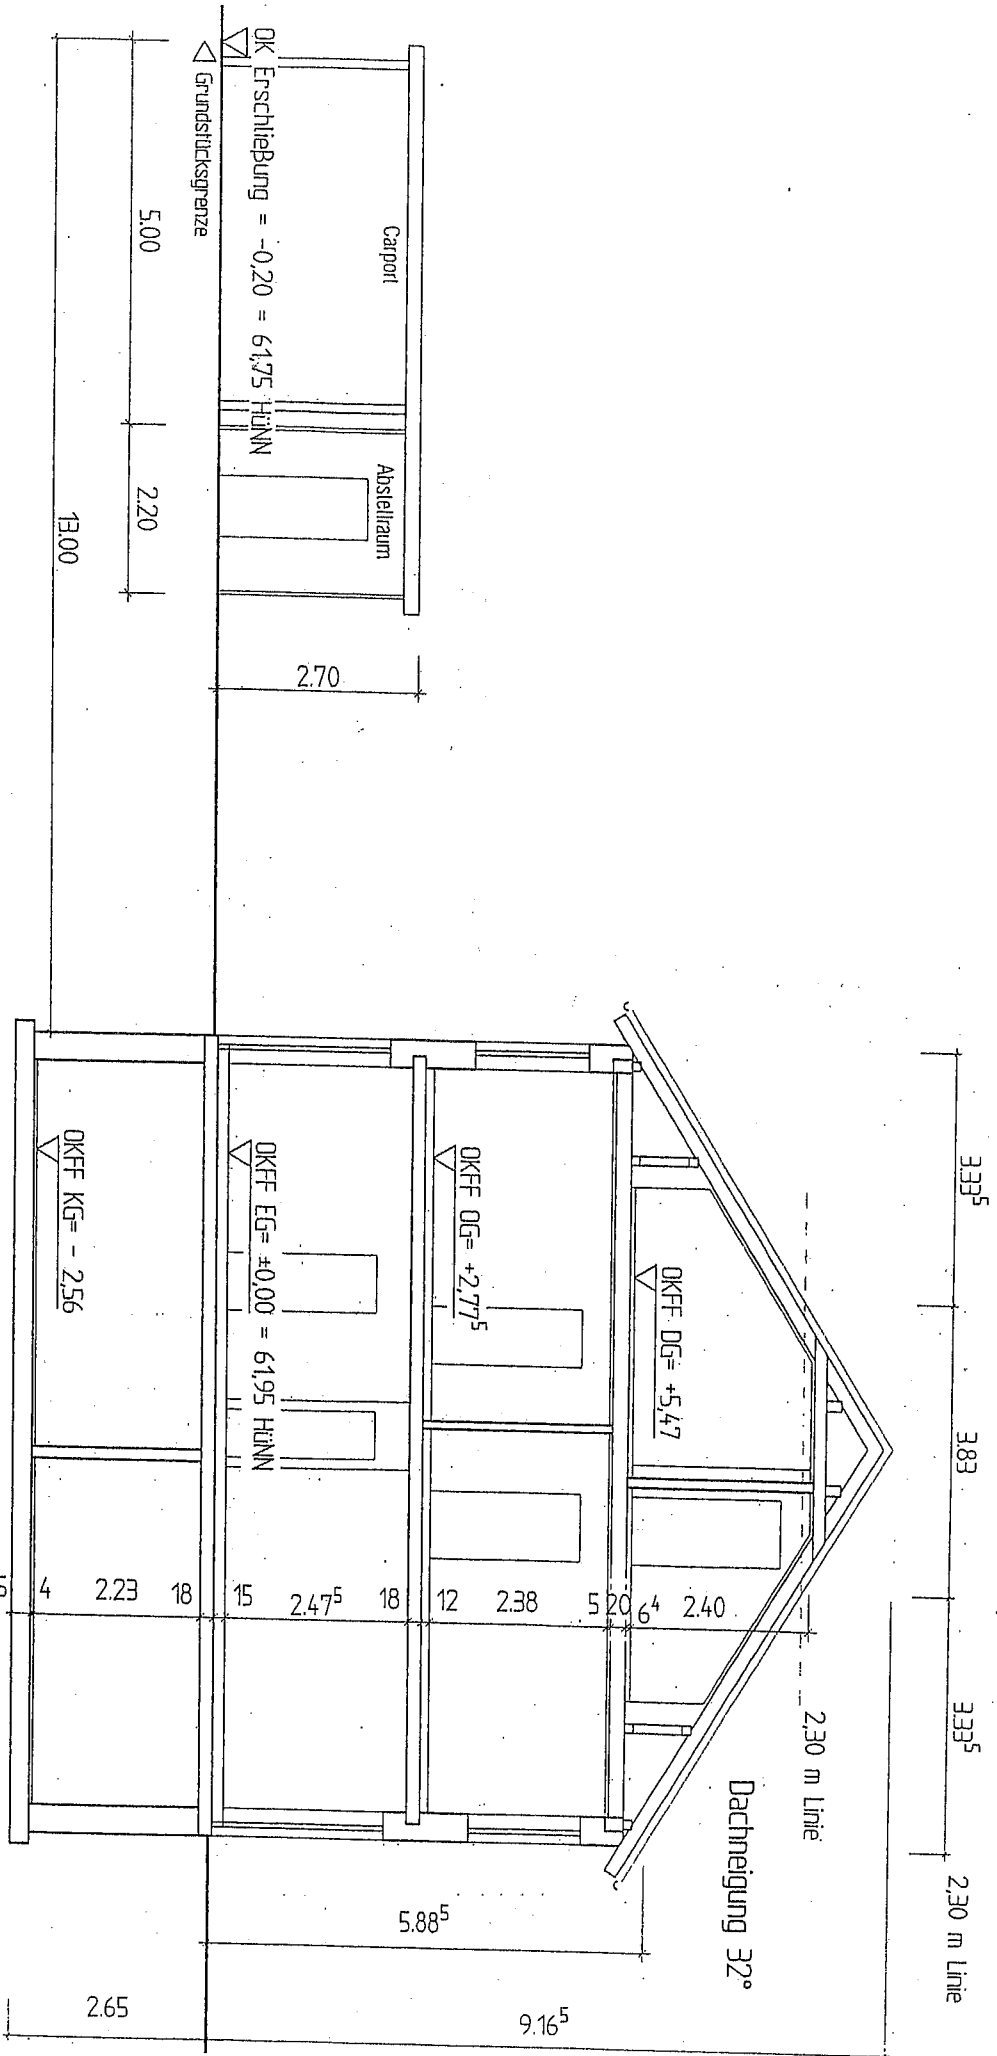 OK Erschließung = -0,20 = 61,75 HüNN
Grundstücksgrenze
Carport
Abstellraum
5.00
2.20
13.00
2.70
3.33⁵
3.83
3.33⁵
2,30 m Linie
2,30 m Linie
Dachneigung 32°
OKFF DG= +5,47
OKFF OG= +2,77⁵
OKFF EG= ±0,00 = 61,95 HüNN
OKFF KG= - 2,56
4
2.23
18
15
2.47⁵
18
12
2.38
5
20
6⁴
2.40
5.88⁵
2.65
9.16⁵